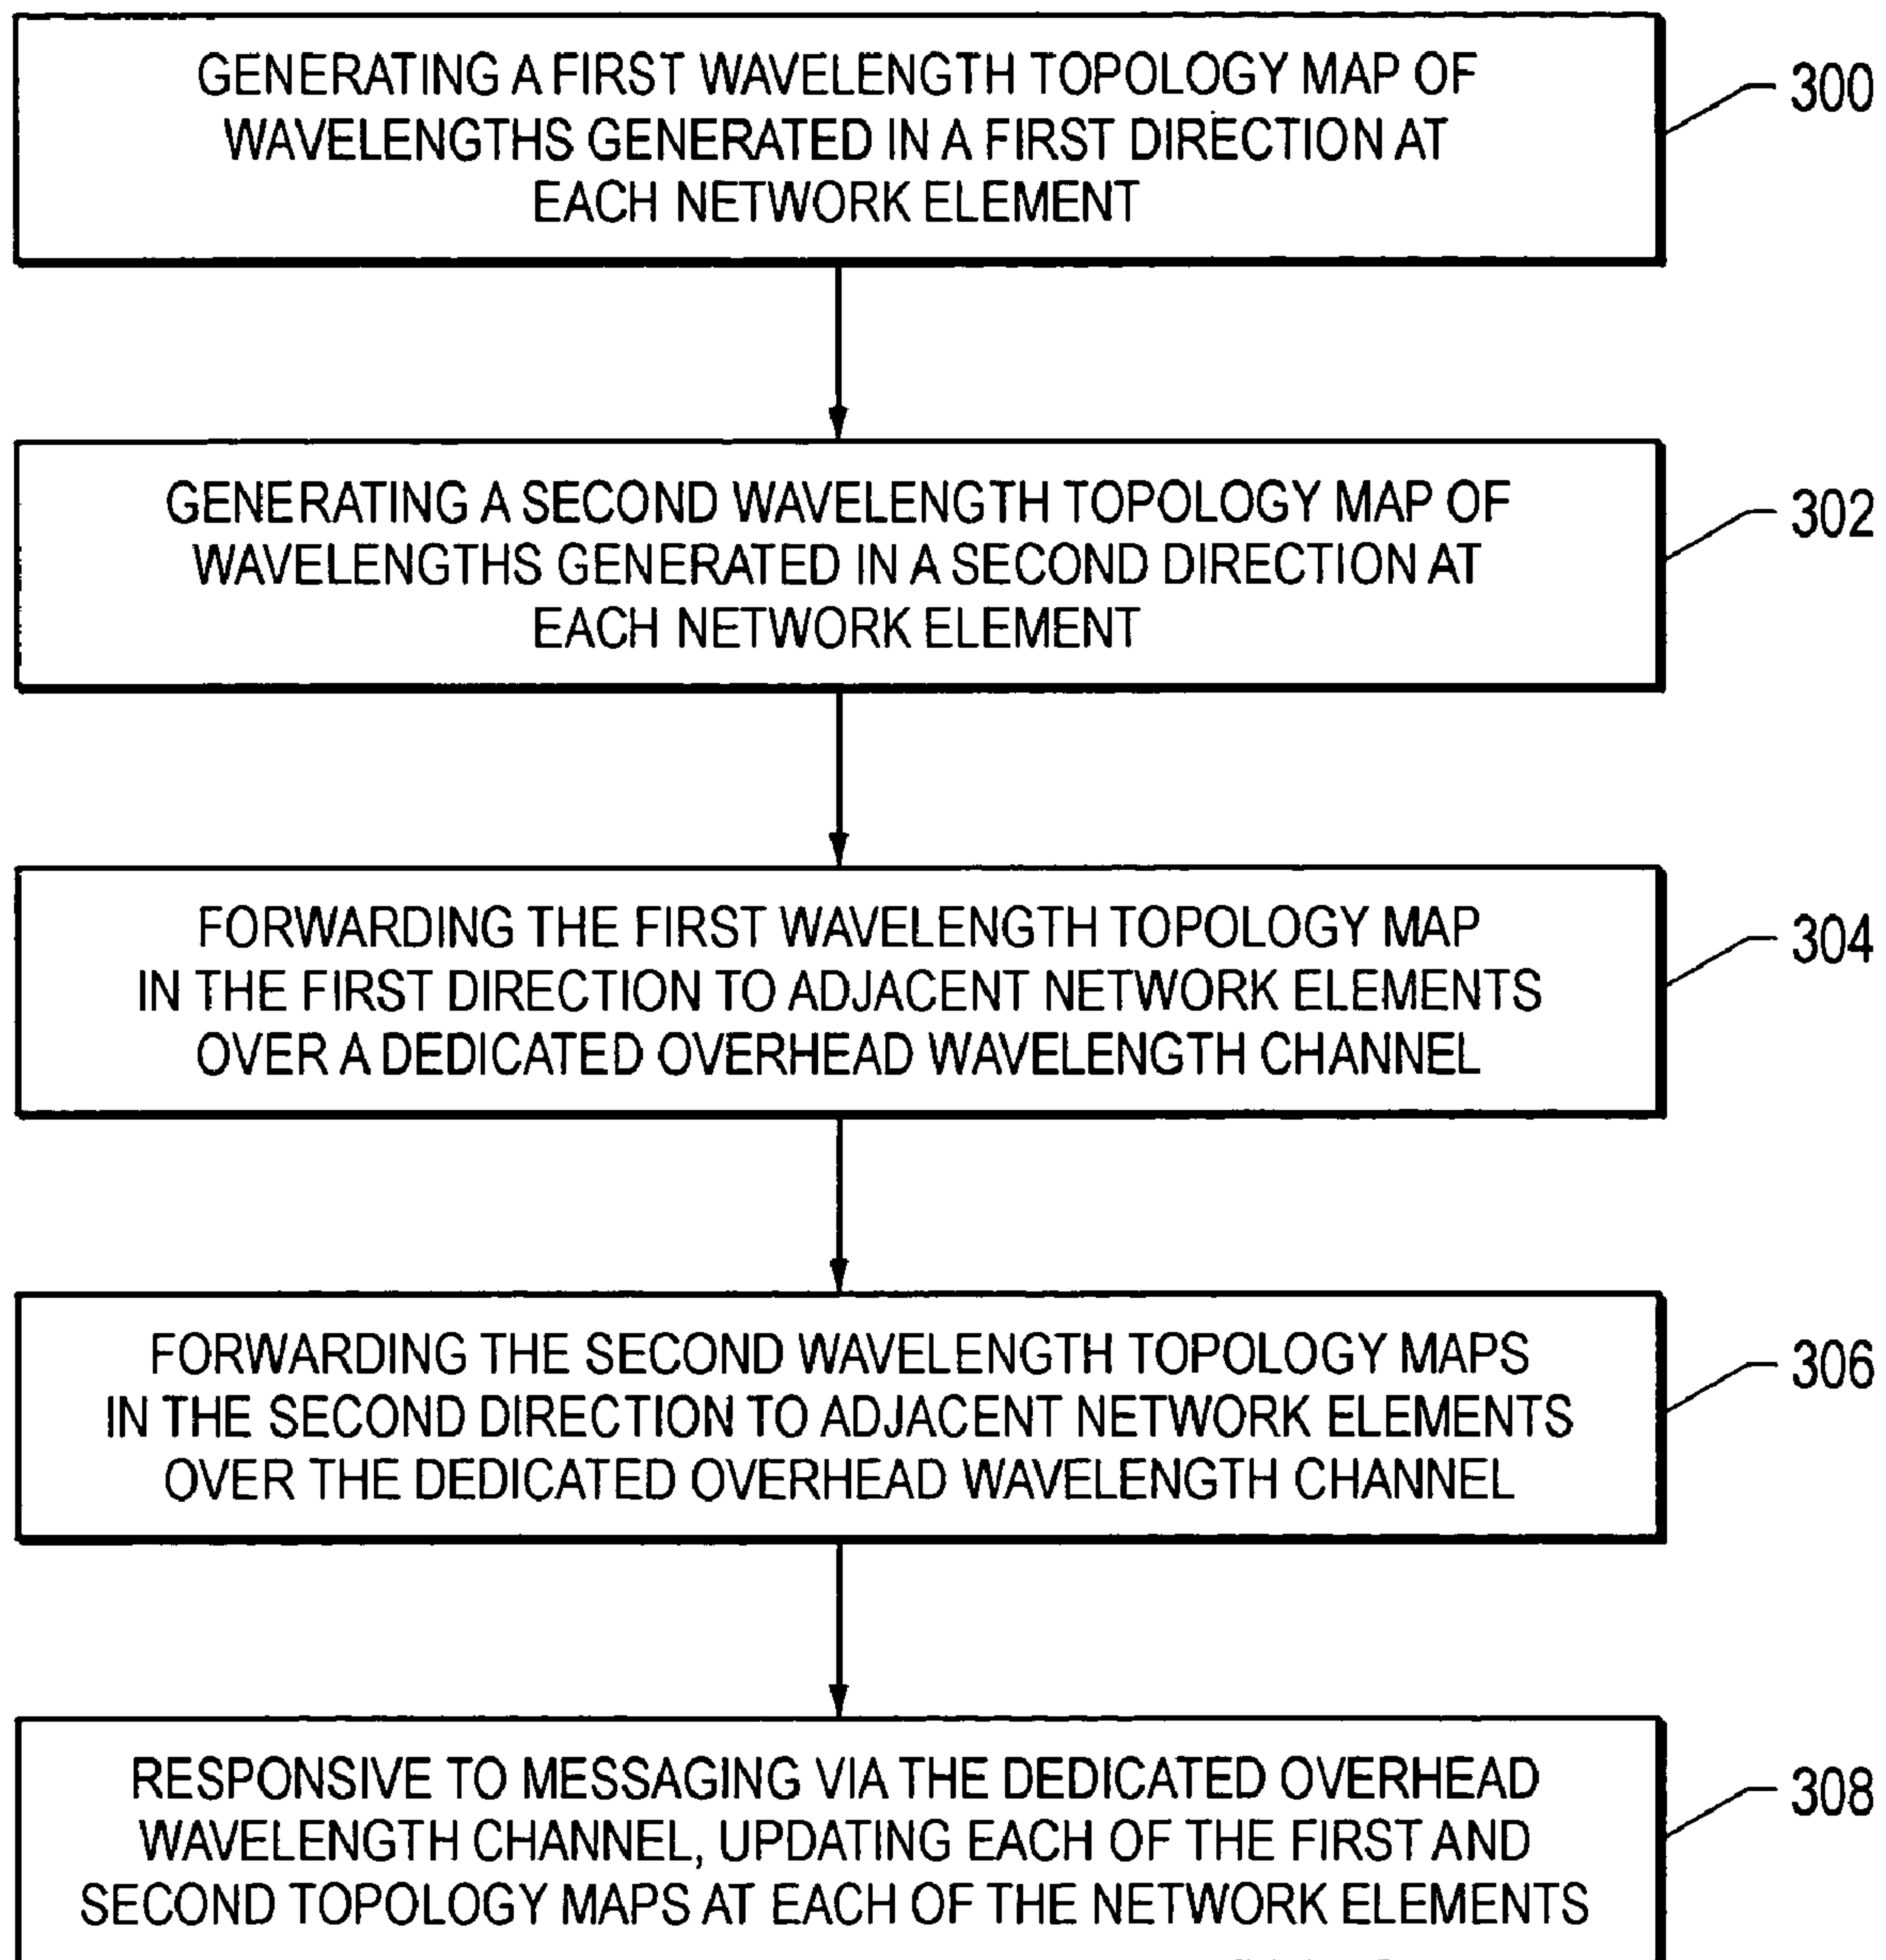 GENERATING A FIRST WAVELENGTH TOPOLOGY MAP OF
WAVELENGTHS GENERATED IN A FIRST DIRECTION AT
EACH NETWORK ELEMENT
300
GENERATING A SECOND WAVELENGTH TOPOLOGY MAP OF
WAVELENGTHS GENERATED IN A SECOND DIRECTION AT
EACH NETWORK ELEMENT
302
FORWARDING THE FIRST WAVELENGTH TOPOLOGY MAP
IN THE FIRST DIRECTION TO ADJACENT NETWORK ELEMENTS
OVER A DEDICATED OVERHEAD WAVELENGTH CHANNEL
304
FORWARDING THE SECOND WAVELENGTH TOPOLOGY MAPS
IN THE SECOND DIRECTION TO ADJACENT NETWORK ELEMENTS
OVER THE DEDICATED OVERHEAD WAVELENGTH CHANNEL
306
RESPONSIVE TO MESSAGING VIA THE DEDICATED OVERHEAD
WAVELENGTH CHANNEL, UPDATING EACH OF THE FIRST AND
SECOND TOPOLOGY MAPS AT EACH OF THE NETWORK ELEMENTS
308